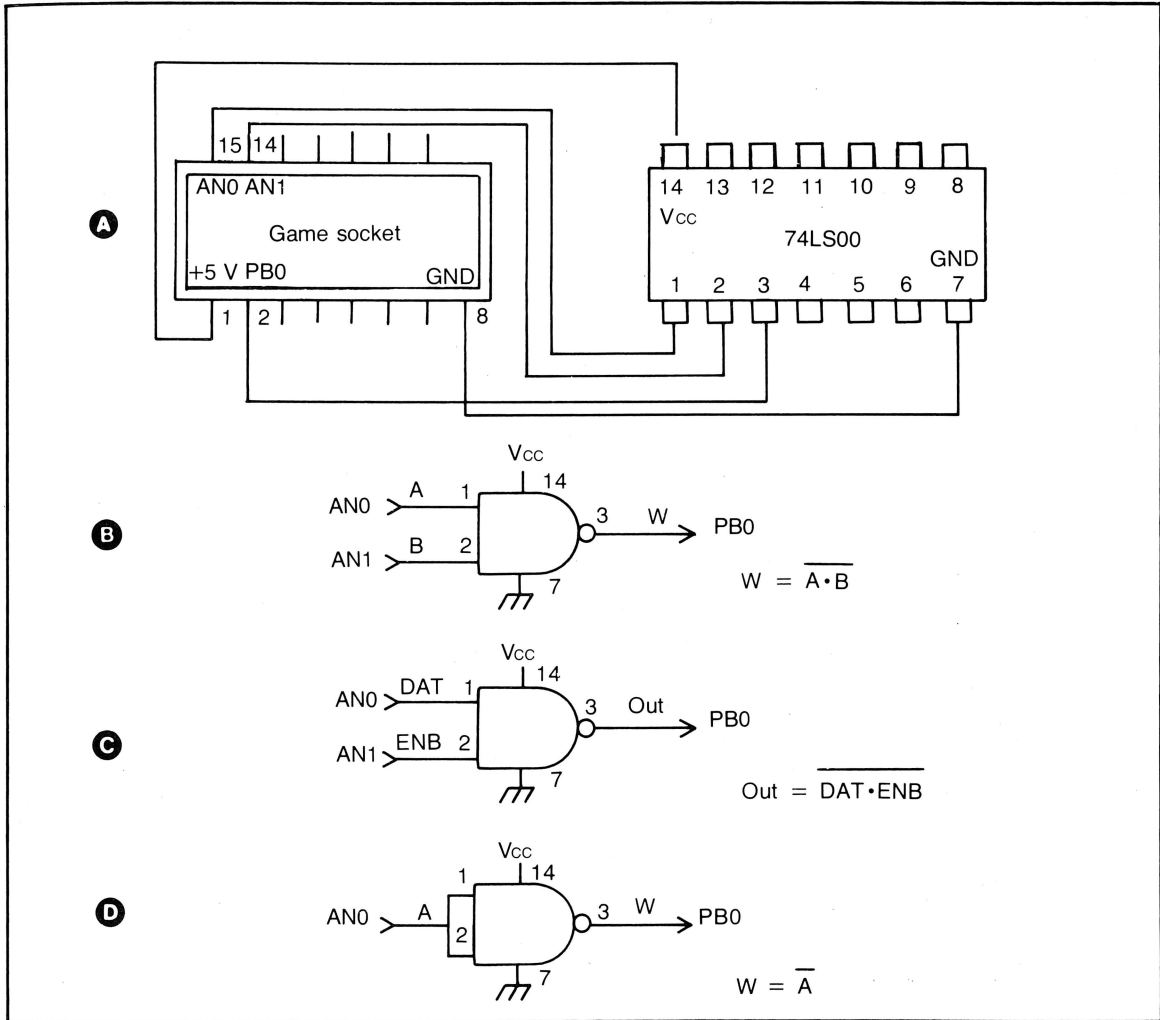 15 14
AN0 AN1
Game socket
+5 V PB0 GND
1 2 8
A
14 13 12 11 10 9 8
Vcc
74LS00
GND
1 2 3 4 5 6 7
B
Vcc
14
AN0 A 1
3 W PB0
AN1 B 2
7
W = \overline{A•B}
C
Vcc
14
AN0 DAT 1
3 Out PB0
AN1 ENB 2
7
Out = \overline{DAT•ENB}
D
Vcc
14
1
AN0 A
2
3 W PB0
7
W = \overline{A}